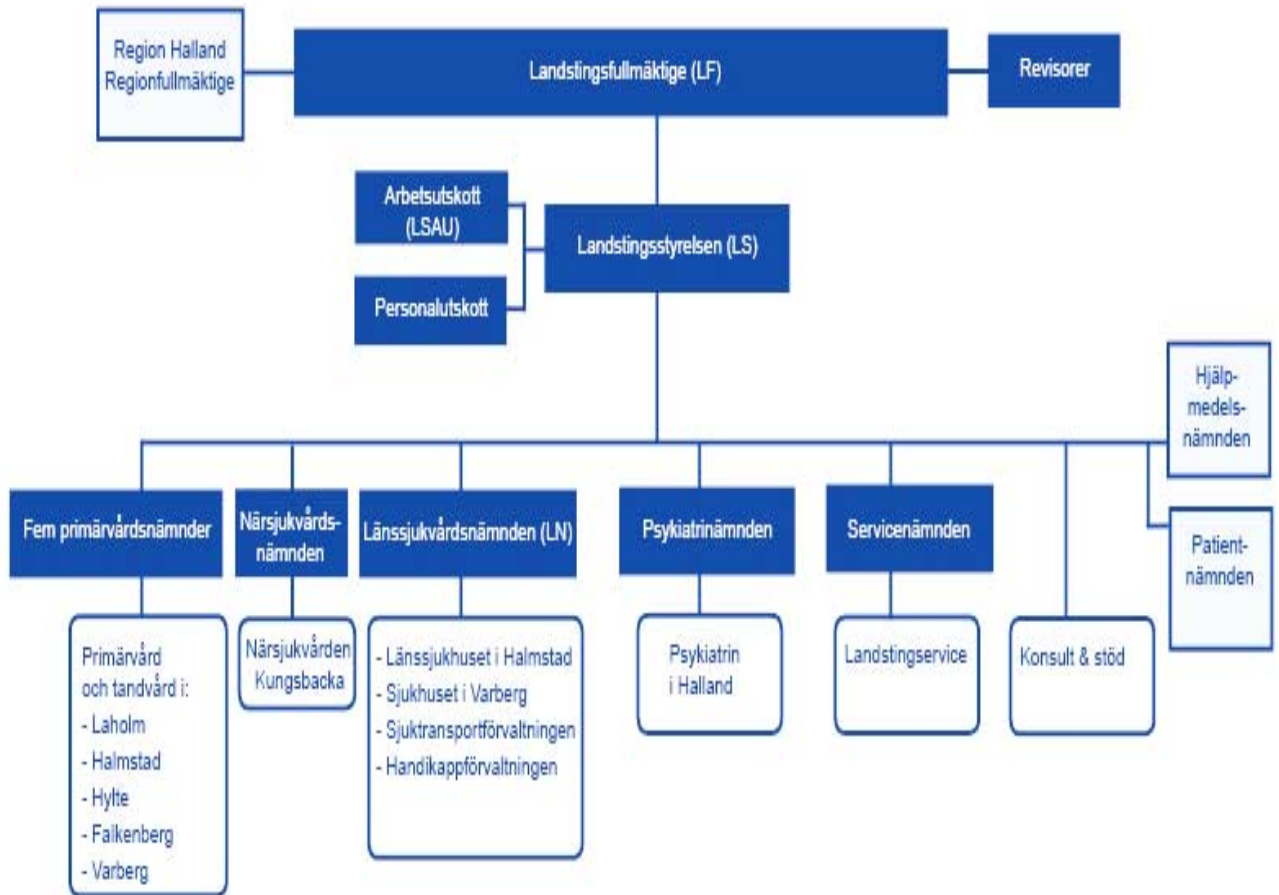 Region Halland
Regionfullmäktige
Landstingsfullmäktige (LF)
Revisorer
Arbetsutskott
(LSAU)
Landstingsstyrelsen (LS)
Personalutskott
Hjälp-
medels-
nämnden
Fem primärvårdsnämnder
Närsjukvårds-
nämnden
Länssjukvårdsnämnden (LN)
Psykiatrinämnden
Servicenämnden
Patient-
nämnden
Primärvård
och tandvård i:
- Laholm
- Halmstad
- Hylte
- Falkenberg
- Varberg
Närsjukvården
Kungsbacka
- Länssjukhuset i Halmstad
- Sjukhuset i Varberg
- Sjuktransportförvaltningen
- Handikappförvaltningen
Psykiatrin
i Halland
Landstingservice
Konsult & stöd